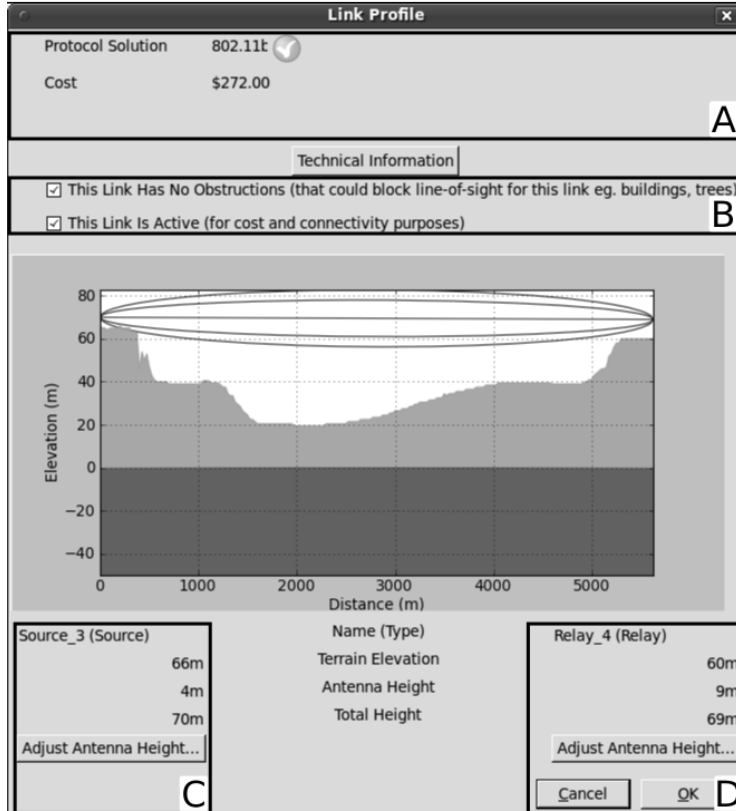 Link Profile
Protocol Solution 802.11b
Cost $272.00
A
Technical Information
This Link Has No Obstructions (that could block line-of-sight for this link eg. buildings, trees)
B
This Link Is Active (for cost and connectivity purposes)
80
60
40
20
0
−20
−40
Elevation (m)
0 1000 2000 3000 4000 5000
Distance (m)
Source_3 (Source) Name (Type) Relay_4 (Relay)
66m Terrain Elevation 60m
4m Antenna Height 9m
70m Total Height 69m
Adjust Antenna Height... Adjust Antenna Height...
C Cancel OK D